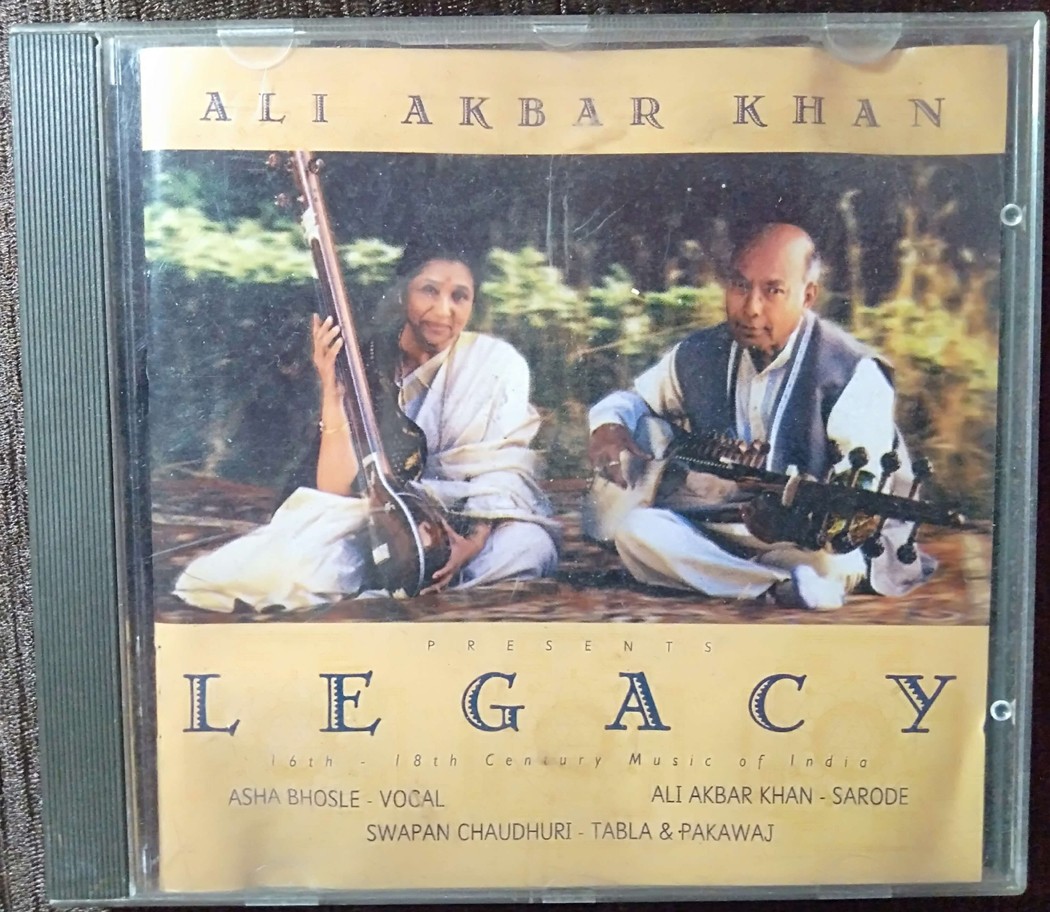 ALI AKBAR KHAN
PRESENTS
LEGACY
16th - 18th Century Music of India
ASHA BHOSLE - VOCAL
ALI AKBAR KHAN - SARODE
SWAPAN CHAUDHURI - TABLA & PAKAWAJ